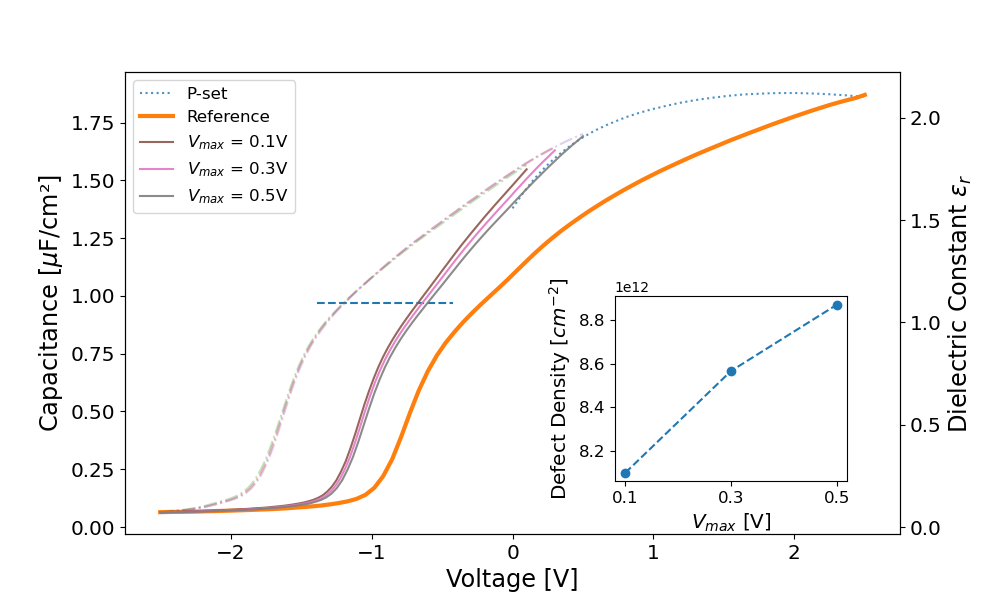 P-set
Reference
V_max = 0.1V
V_max = 0.3V
V_max = 0.5V
Capacitance [μF/cm²]
1.75
1.50
1.25
1.00
0.75
0.50
0.25
0.00
−2
−1
0
1
2
Voltage [V]
2.0
1.5
1.0
0.5
0.0
Dielectric Constant ε_r
1e12
8.8
8.6
8.4
8.2
Defect Density [cm⁻²]
0.1
0.3
0.5
V_max [V]